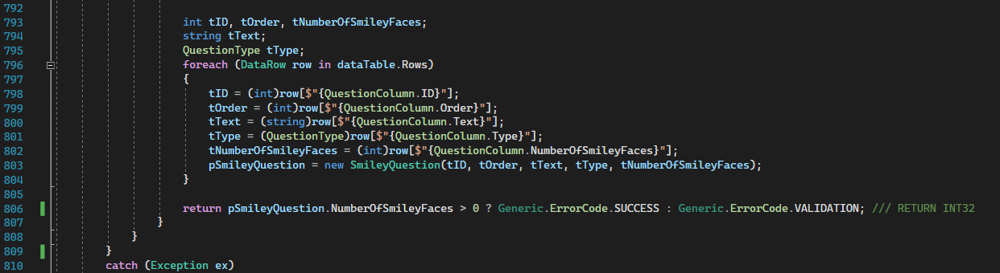 792
793 int tID, tOrder, tNumberOfSmileyFaces;
794 string tText;
795 QuestionType tType;
796 foreach (DataRow row in dataTable.Rows)
797 {
798 tID = (int)row[$"{QuestionColumn.ID}"];
799 tOrder = (int)row[$"{QuestionColumn.Order}"];
800 tText = (string)row[$"{QuestionColumn.Text}"];
801 tType = (QuestionType)row[$"{QuestionColumn.Type}"];
802 tNumberOfSmileyFaces = (int)row[$"{QuestionColumn.NumberOfSmileyFaces}"];
803 pSmileyQuestion = new SmileyQuestion(tID, tOrder, tText, tType, tNumberOfSmileyFaces);
804 }
805
806 return pSmileyQuestion.NumberOfSmileyFaces > 0 ? Generic.ErrorCode.SUCCESS : Generic.ErrorCode.VALIDATION; /// RETURN INT32
807 }
808 }
809 }
810 catch (Exception ex)